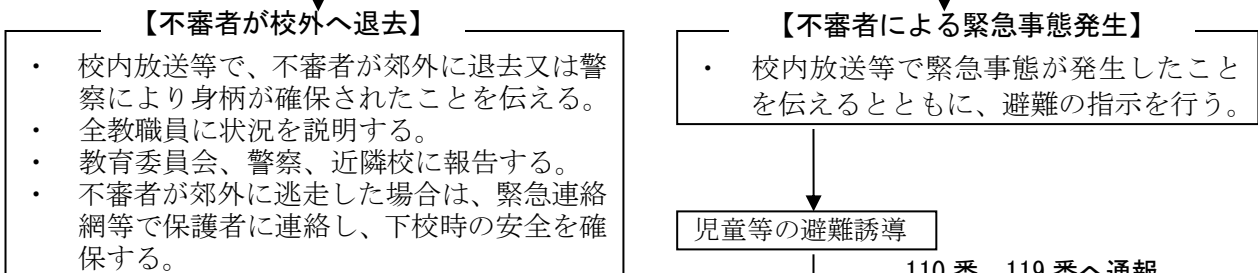 【不審者が校外へ退去】
・ 校内放送等で、不審者が郊外に退去又は警
察により身柄が確保されたことを伝える。
・ 全教職員に状況を説明する。
・ 教育委員会、警察、近隣校に報告する。
・ 不審者が郊外に逃走した場合は、緊急連絡
網等で保護者に連絡し、下校時の安全を確
保する。
【不審者による緊急事態発生】
・ 校内放送等で緊急事態が発生したこと
を伝えるとともに、避難の指示を行う。
児童等の避難誘導
110 番、119 番へ通報